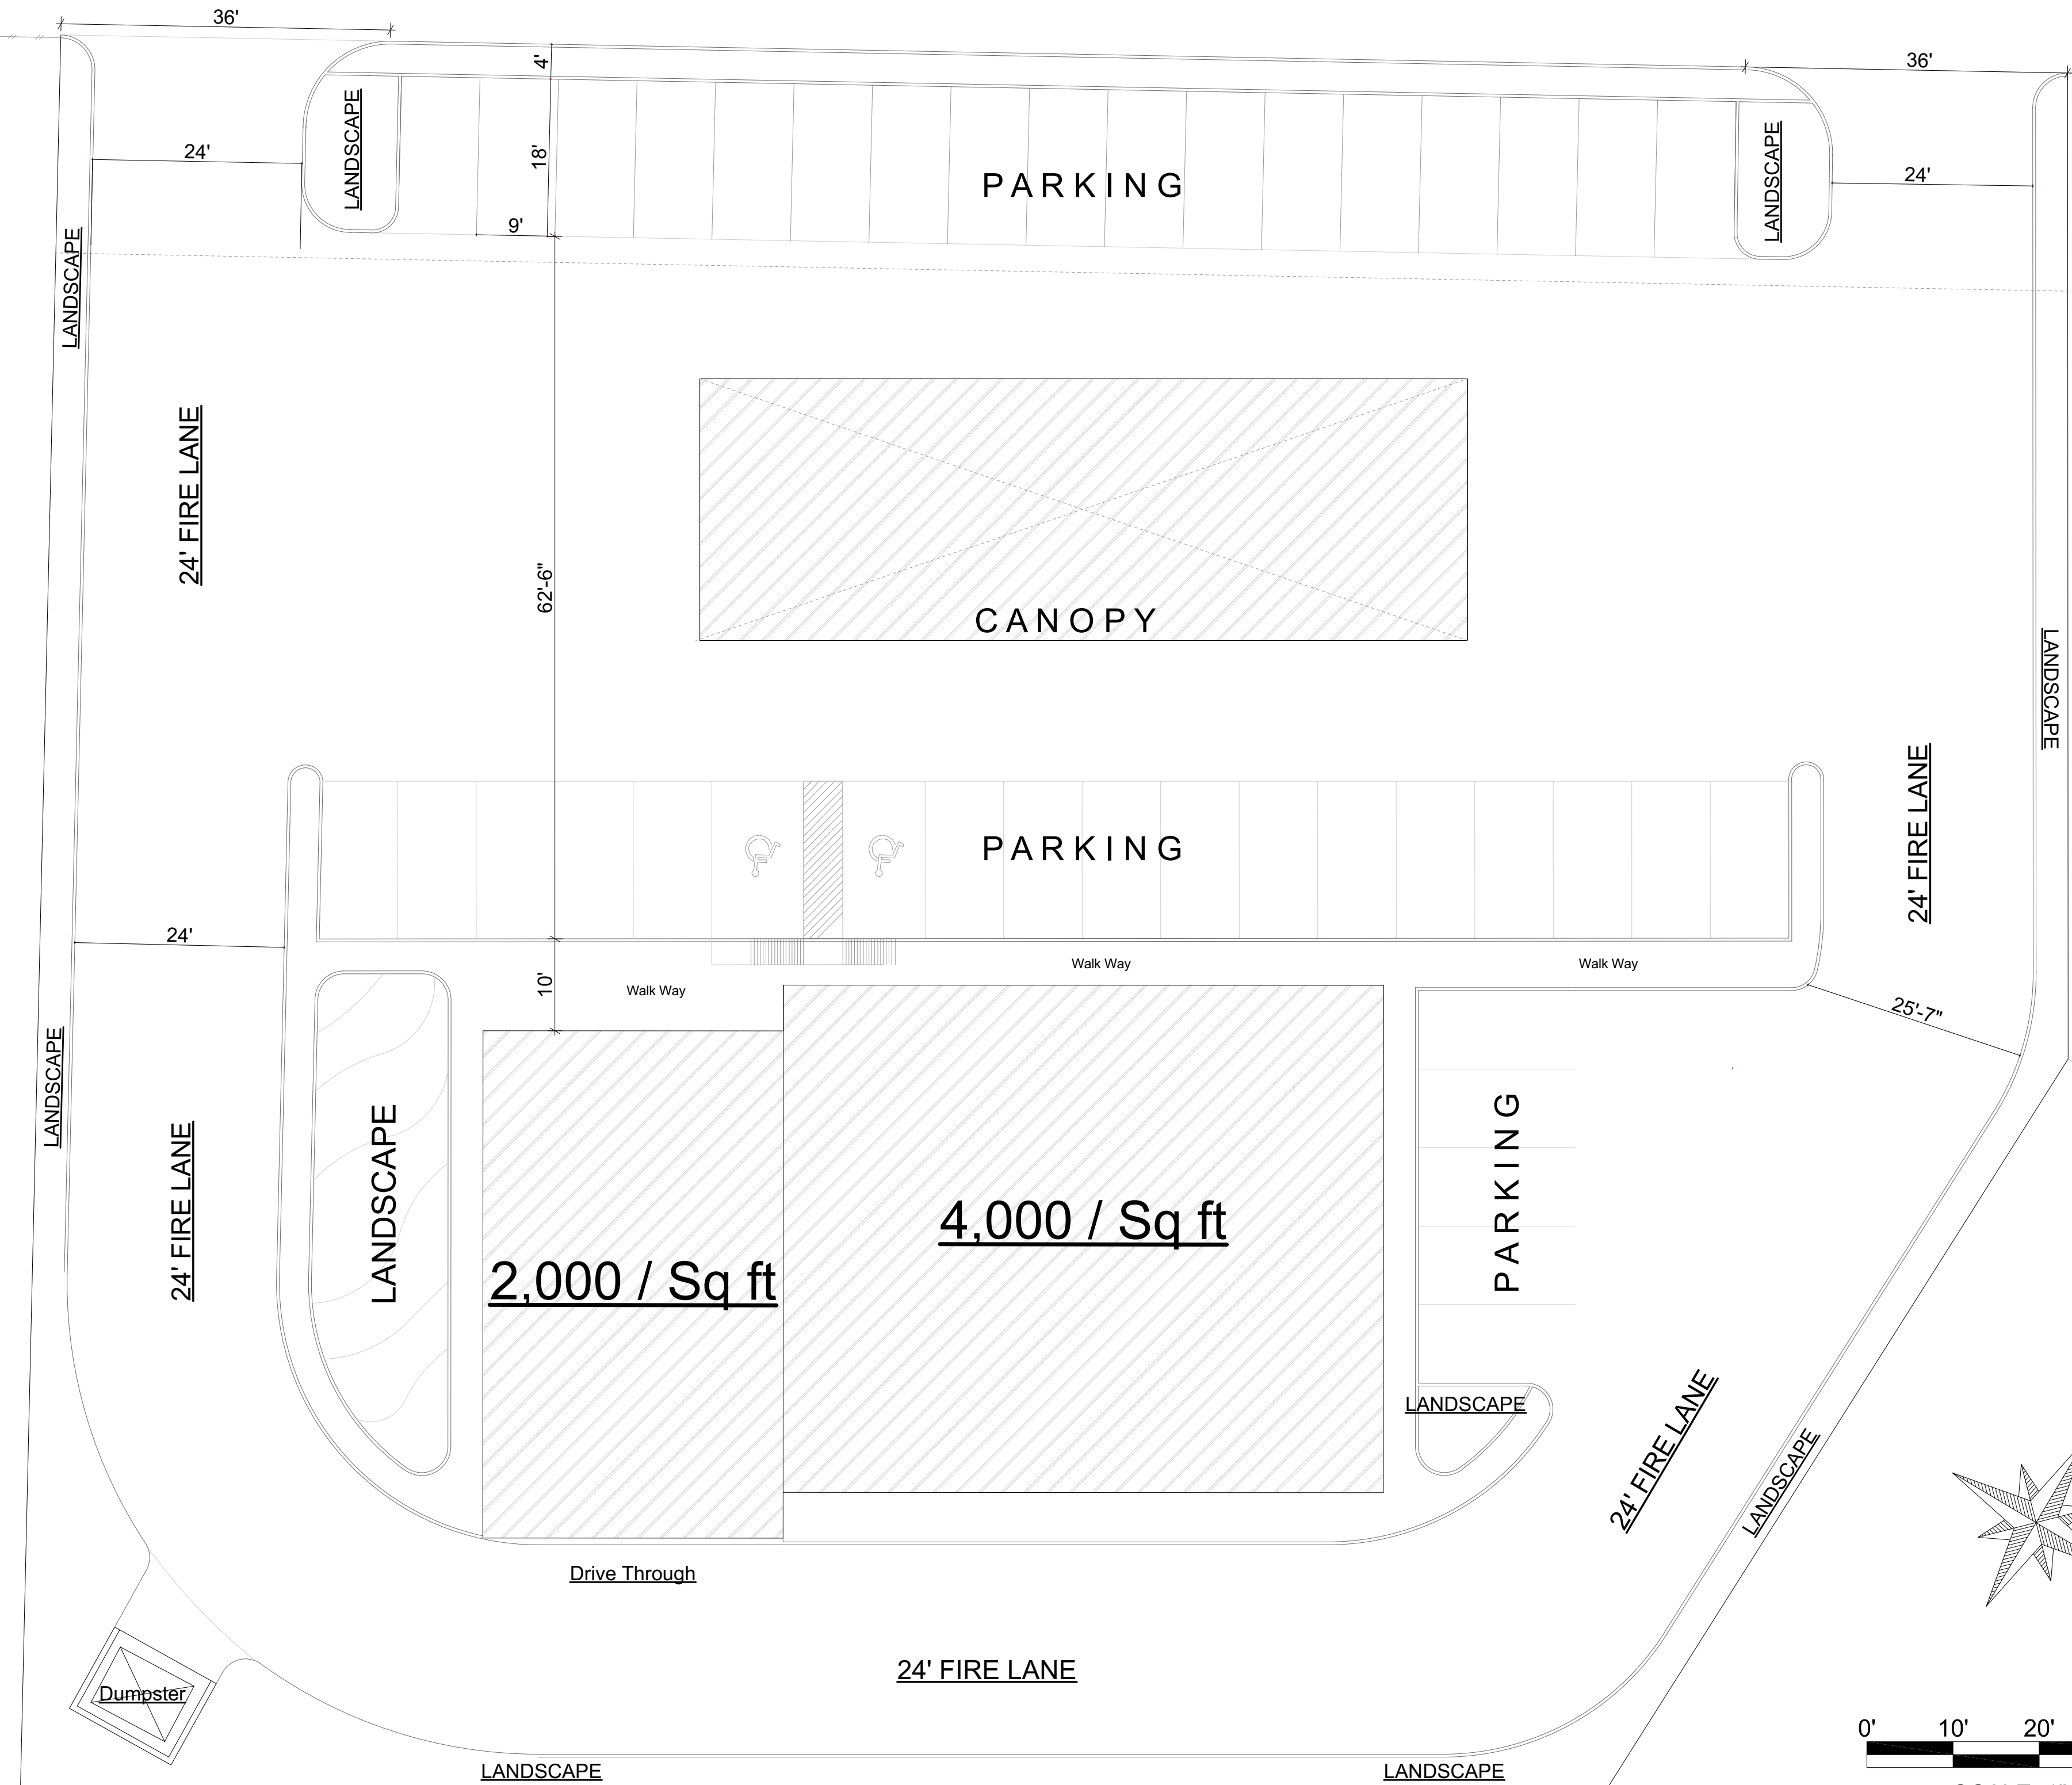 36'
36'
4'
LANDSCAPE
LANDSCAPE
24'
18'
PARKING
24'
9'
LANDSCAPE
24' FIRE LANE
62'-6"
CANOPY
LANDSCAPE
24' FIRE LANE
PARKING
24'
10'
Walk Way
Walk Way
Walk Way
25'-7"
LANDSCAPE
24' FIRE LANE
LANDSCAPE
PARKING
4,000 / Sq ft
2,000 / Sq ft
LANDSCAPE
24' FIRE LANE
LANDSCAPE
Drive Through
24' FIRE LANE
Dumpster
0' 10' 20'
LANDSCAPE
LANDSCAPE